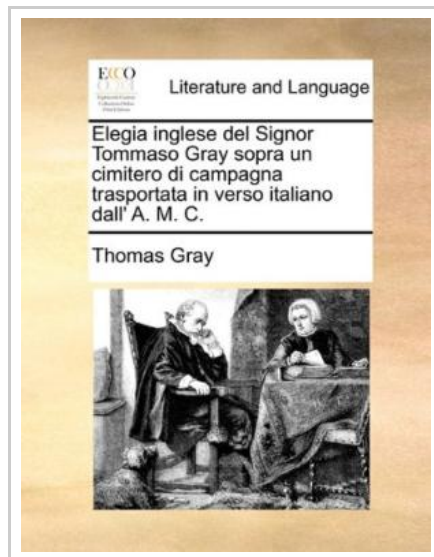 ECCO
Literature and Language
Elegia inglese del Signor
Tommaso Gray sopra un
cimitero di campagna
trasportata in verso italiano
dall' A. M. C.
Thomas Gray